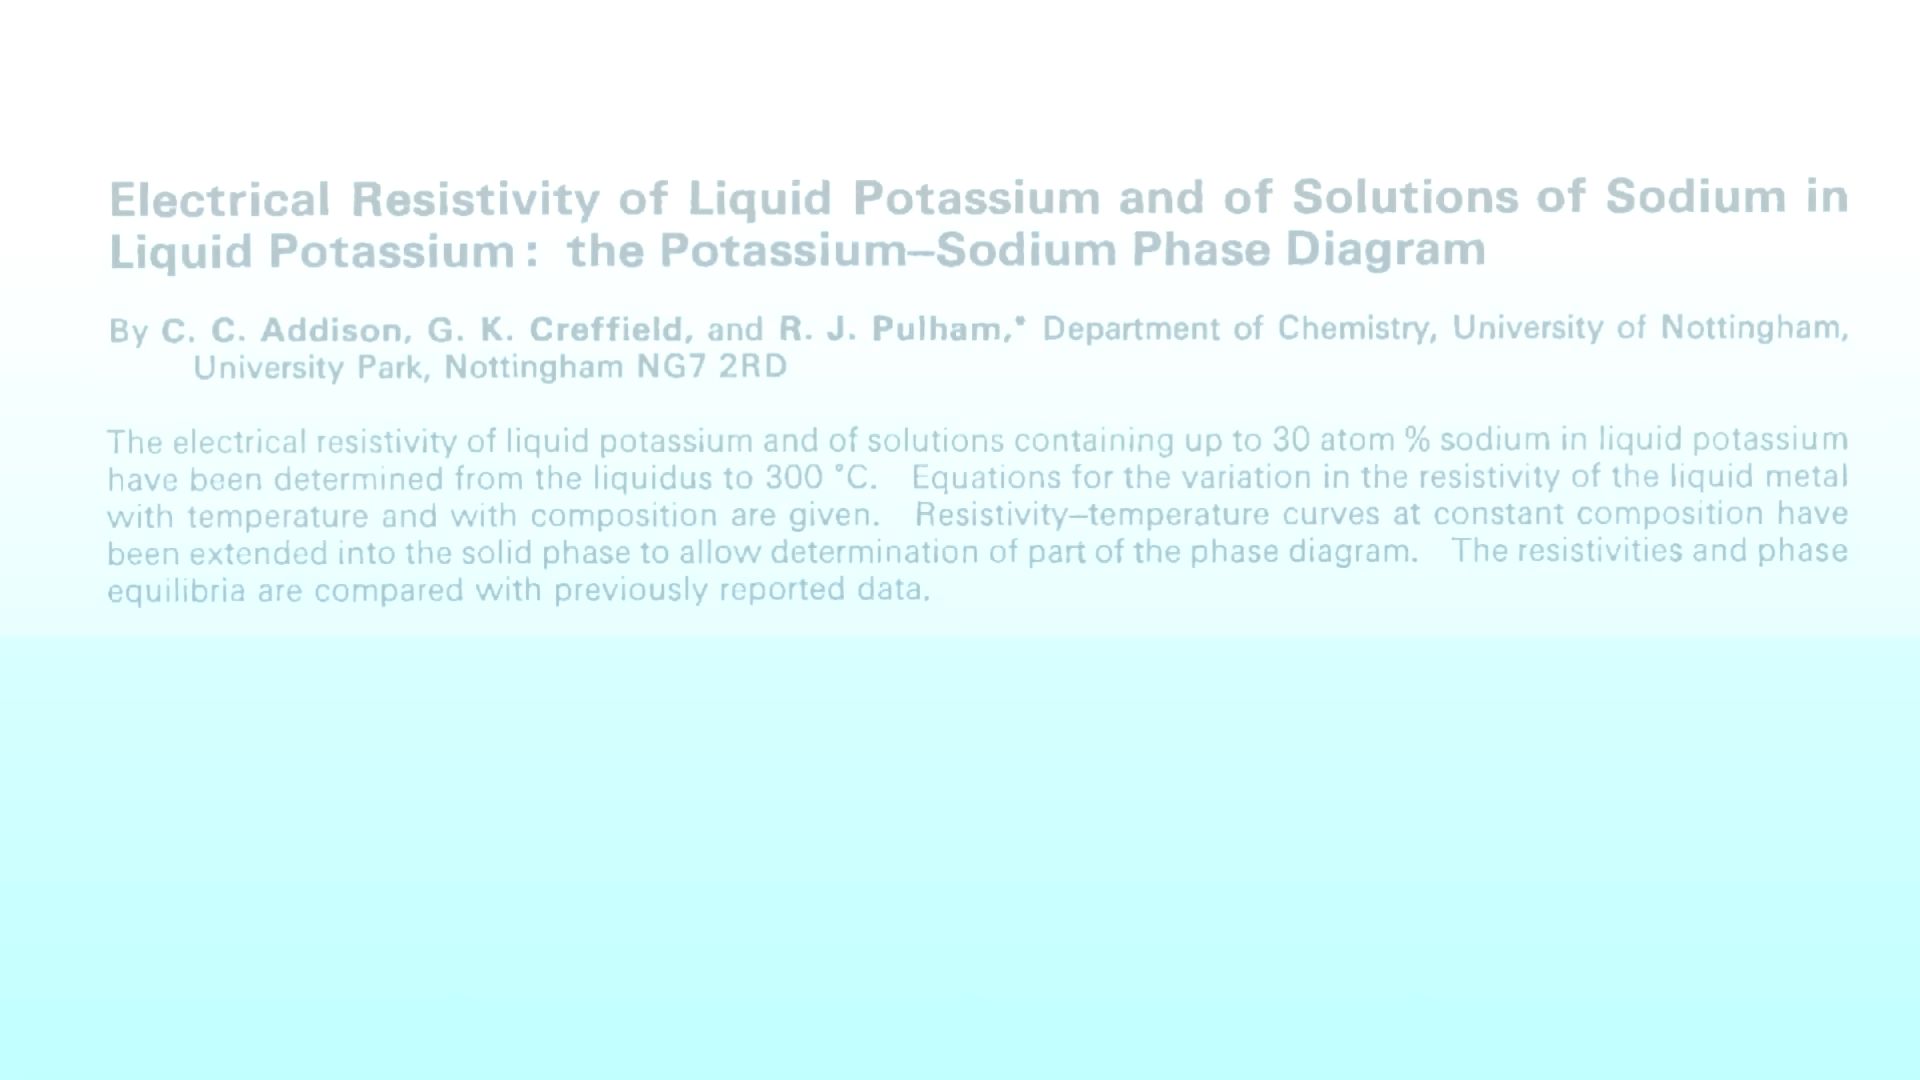 Electrical Resistivity of Liquid Potassium and of Solutions of Sodium in
Liquid Potassium: the Potassium–Sodium Phase Diagram
By C. C. Addison, G. K. Creffield, and R. J. Pulham,* Department of Chemistry, University of Nottingham,
University Park, Nottingham NG7 2RD
The electrical resistivity of liquid potassium and of solutions containing up to 30 atom % sodium in liquid potassium
have been determined from the liquidus to 300 °C. Equations for the variation in the resistivity of the liquid metal
with temperature and with composition are given. Resistivity–temperature curves at constant composition have
been extended into the solid phase to allow determination of part of the phase diagram. The resistivities and phase
equilibria are compared with previously reported data.